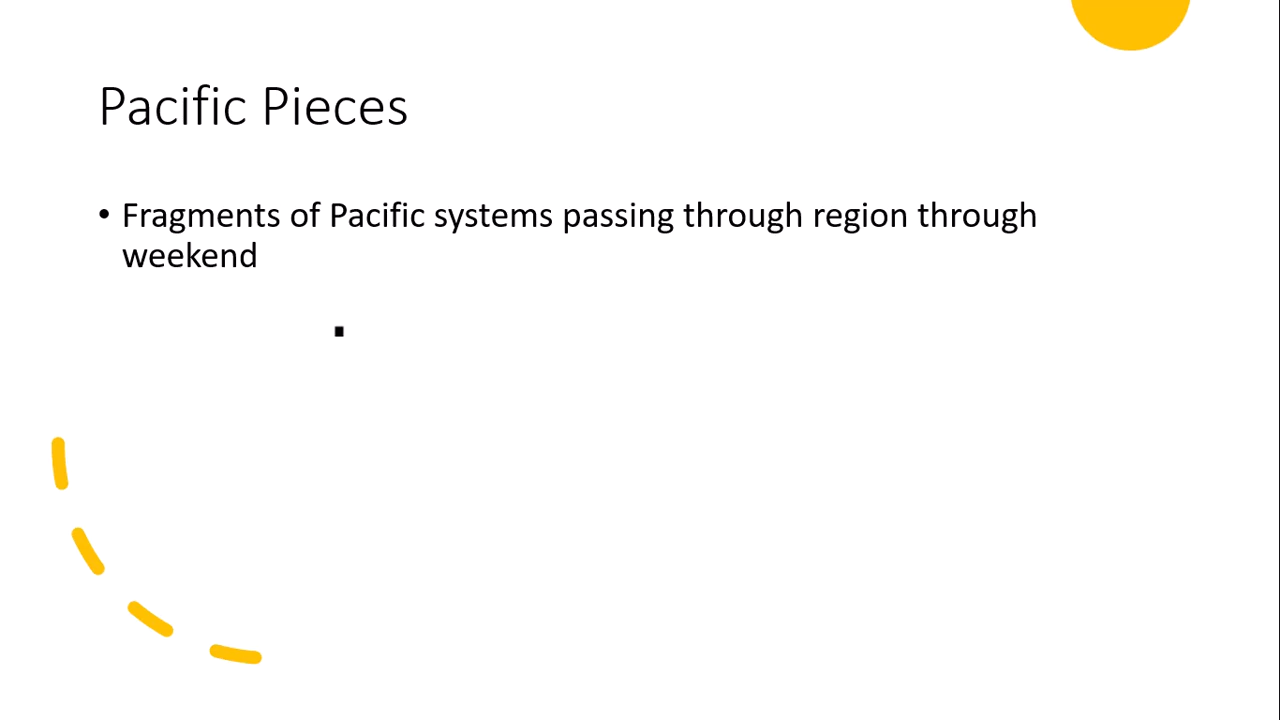 Pacific Pieces
• Fragments of Pacific systems passing through region through
weekend